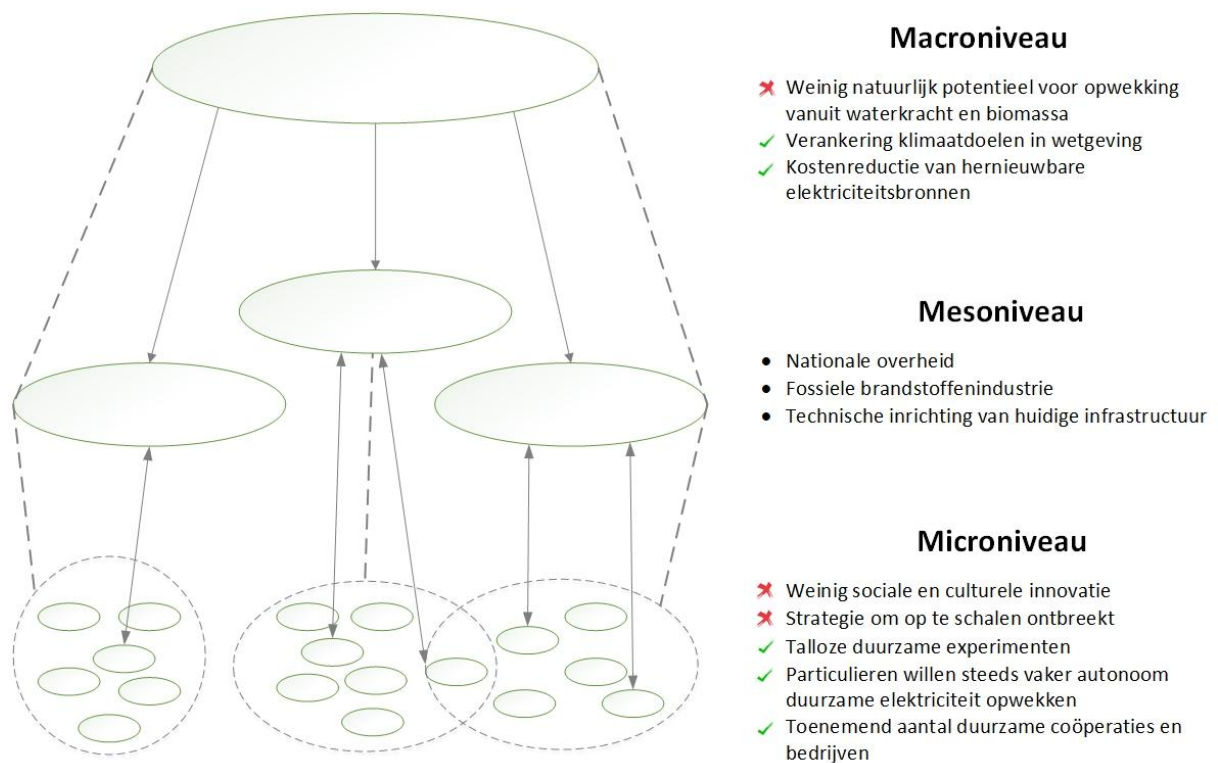 Macroniveau
Weinig natuurlijk potentieel voor opwekking
vanuit waterkracht en biomassa
Verankering klimaatdoelen in wetgeving
Kostenreductie van hernieuwbare
elektriciteitsbronnen
Mesoniveau
• Nationale overheid
• Fossiele brandstoffenindustrie
• Technische inrichting van huidige infrastructuur
Microniveau
Weinig sociale en culturele innovatie
Strategie om op te schalen ontbreekt
Talloze duurzame experimenten
Particulieren willen steeds vaker autonoom
duurzame elektriciteit opwekken
Toenemend aantal duurzame coöperaties en
bedrijven